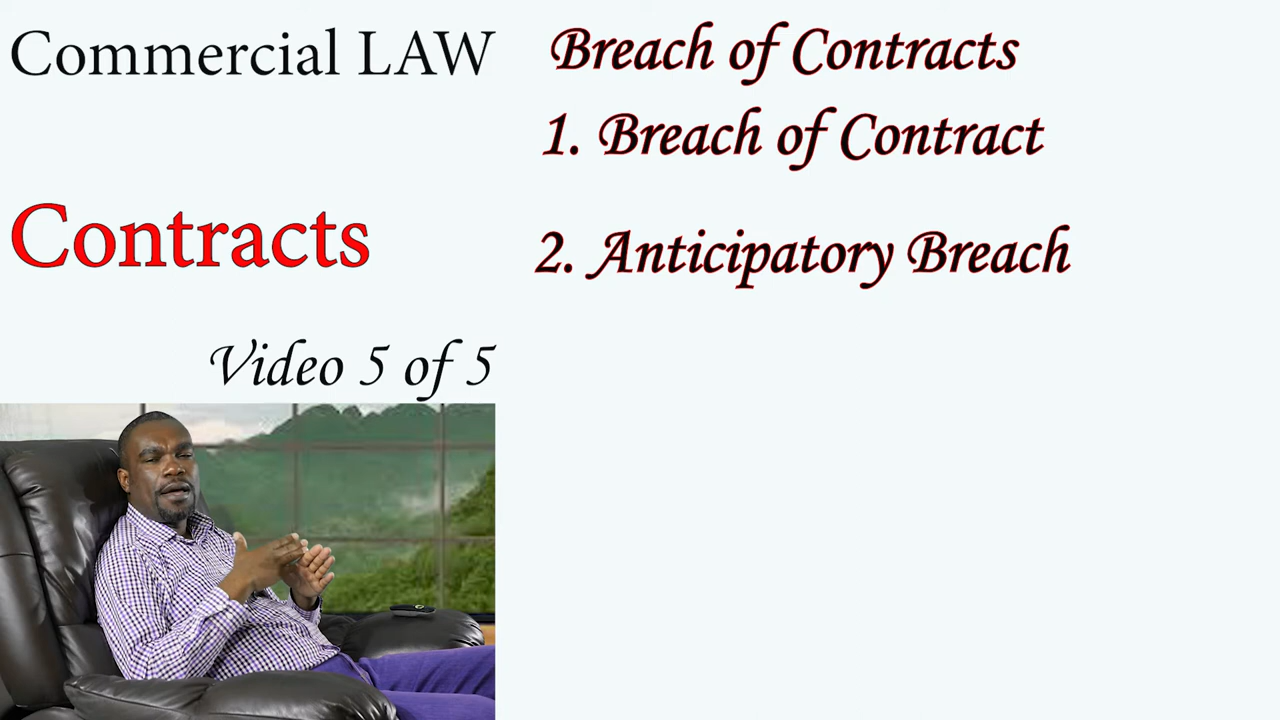 Commercial LAW
Contracts
Video 5 of 5
Breach of Contracts
1. Breach of Contract
2. Anticipatory Breach